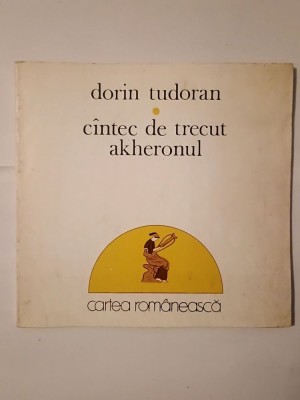 dorin tudoran
cîntec de trecut
akheronul
cartea românească